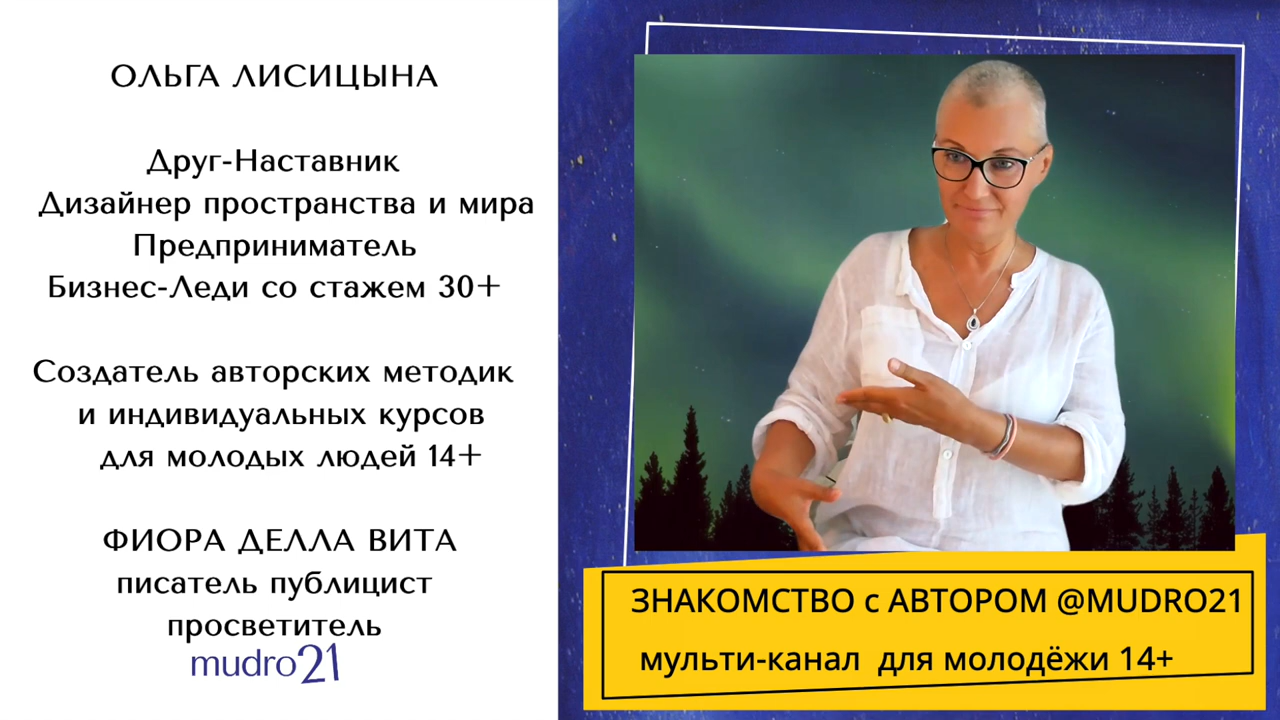 ОЛЬГА ЛИСИЦЫНА
Друг-Наставник
Дизайнер пространства и мира
Предприниматель
Бизнес-Леди со стажем 30+
Создатель авторских методик
и индивидуальных курсов
для молодых людей 14+
ФИОРА ДЕЛЛА ВИТА
писатель публицист
просветитель
mudro21
ЗНАКОМСТВО с АВТОРОМ @MUDRO21
мульти-канал для молодёжи 14+